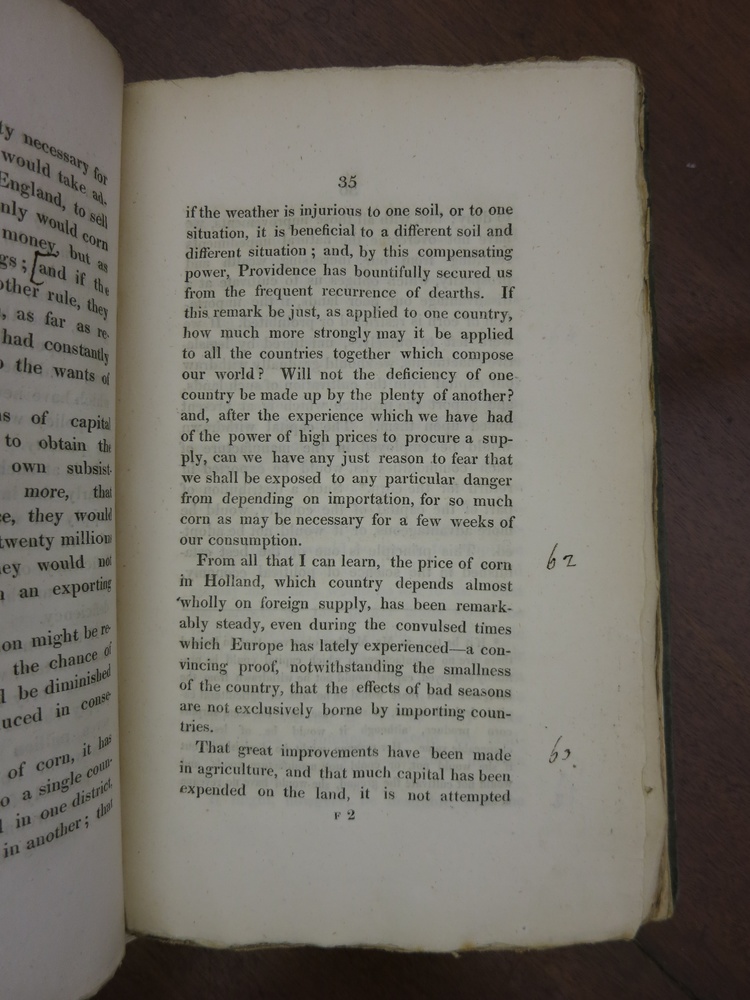 ly necessary for
would take ad-
England, to sell
nly would corn
money, but as
gs; [and if the
other rule, they
, as far as re-
had constantly
o the wants of
ns of capital
to obtain the
own subsist-
more, that
ce, they would
twenty millions
ey would not
n an exporting
on might be re-
the chance of
l be diminished
uced in conse-
of corn, it has
o a single coun-
l in one district,
in another; that
35
if the weather is injurious to one soil, or to one
situation, it is beneficial to a different soil and
different situation; and, by this compensating
power, Providence has bountifully secured us
from the frequent recurrence of dearths. If
this remark be just, as applied to one country,
how much more strongly may it be applied
to all the countries together which compose
our world? Will not the deficiency of one
country be made up by the plenty of another?
and, after the experience which we have had
of the power of high prices to procure a sup-
ply, can we have any just reason to fear that
we shall be exposed to any particular danger
from depending on importation, for so much
corn as may be necessary for a few weeks of
our consumption.
From all that I can learn, the price of corn
in Holland, which country depends almost
wholly on foreign supply, has been remark-
ably steady, even during the convulsed times
which Europe has lately experienced—a con-
vincing proof, notwithstanding the smallness
of the country, that the effects of bad seasons
are not exclusively borne by importing coun-
tries.
That great improvements have been made
in agriculture, and that much capital has been
expended on the land, it is not attempted
F 2
62
63.